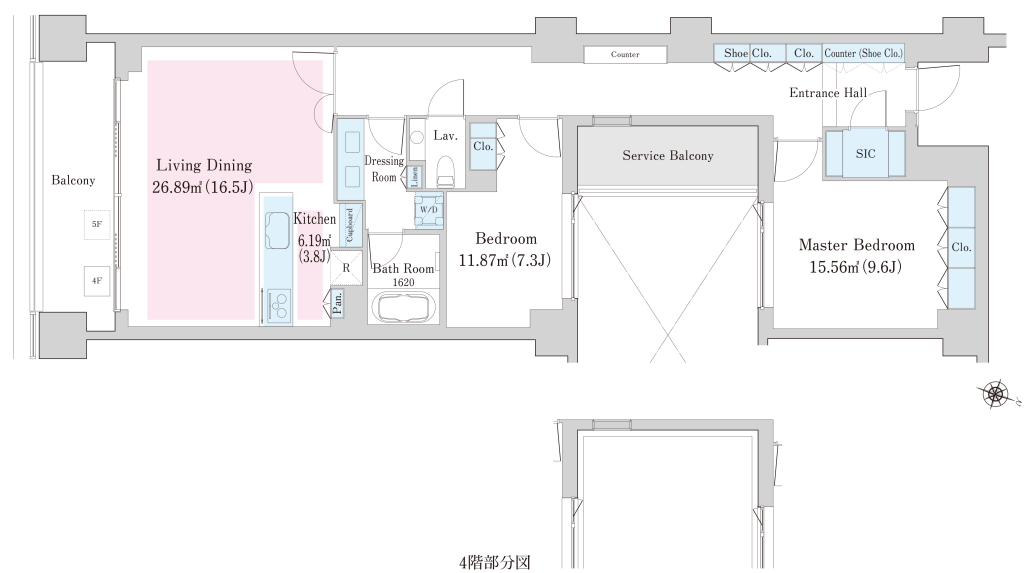 Counter
Shoe Clo.
Clo.
Counter (Shoe Clo.)
Entrance Hall
Balcony
Living Dining
26.89㎡(16.5J)
Lav.
Clo.
Dressing
Room
Linen
Service Balcony
SIC
5F
4F
Kitchen
6.19㎡
(3.8J)
Cupboard
W/D
Bath Room
1620
R
Pan.
Bedroom
11.87㎡(7.3J)
Master Bedroom
15.56㎡(9.6J)
Clo.
4階部分図